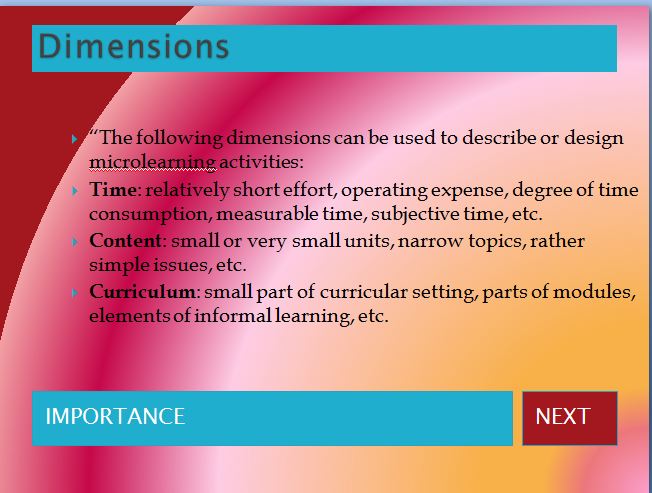 Dimensions
“The following dimensions can be used to describe or design
microlearning activities:
Time: relatively short effort, operating expense, degree of time
consumption, measurable time, subjective time, etc.
Content: small or very small units, narrow topics, rather
simple issues, etc.
Curriculum: small part of curricular setting, parts of modules,
elements of informal learning, etc.
IMPORTANCE
NEXT